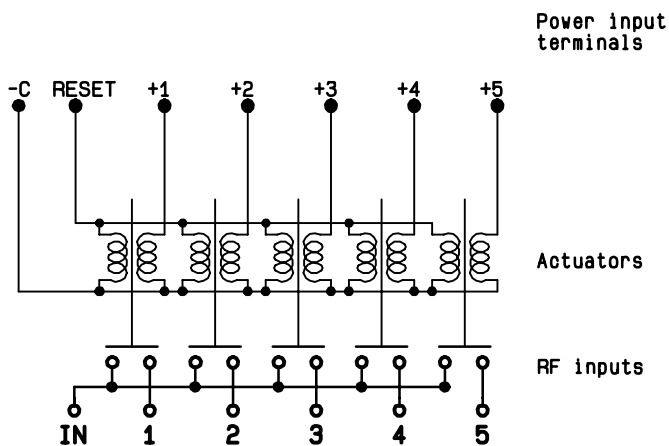 Power input
terminals
-C RESET +1 +2 +3 +4 +5
Actuators
RF inputs
IN 1 2 3 4 5